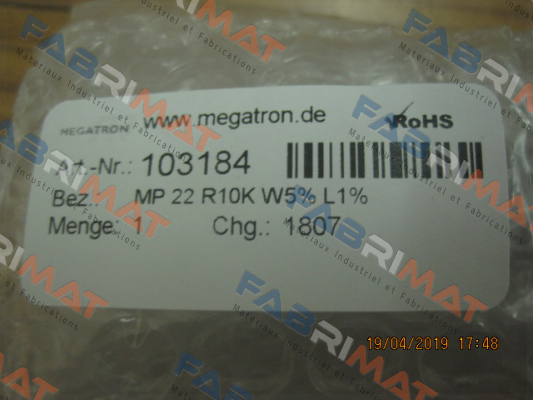 MEGATRON www.megatron.de RoHS
Art.-Nr.: 103184
Bez.: MP 22 R10K W5% L1%
Menge: 1 Chg.: 1807
19/04/2019 17:48
FABRIMAT
Materiaux Industriel et Fabrications